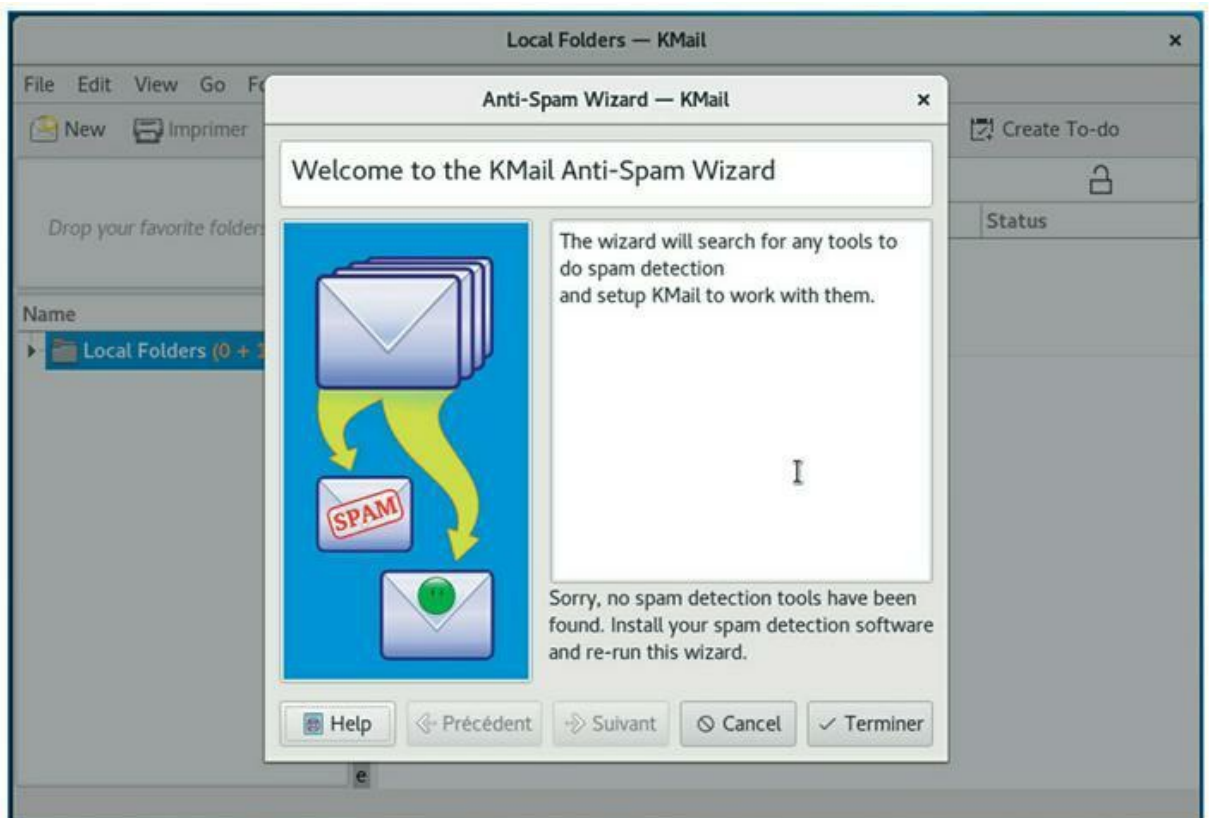 Local Folders — KMail
File Edit View Go
New Imprimer Create To-do
Drop your favorite folders
Status
Name
Local Folders (0 +
Anti-Spam Wizard — KMail
Welcome to the KMail Anti-Spam Wizard
The wizard will search for any tools to
do spam detection
and setup KMail to work with them.
SPAM
Sorry, no spam detection tools have been
found. Install your spam detection software
and re-run this wizard.
Help Précédent Suivant Cancel Terminer
e